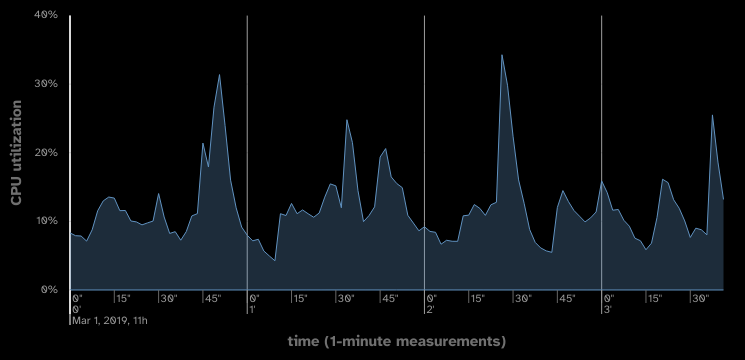 40%
30%
20%
10%
0%
CPU utilization
0" 15" 30" 45" 0" 15" 30" 45" 0" 15" 30" 45" 0" 15" 30"
0' 1' 2' 3'
Mar 1, 2019, 11h
time (1-minute measurements)